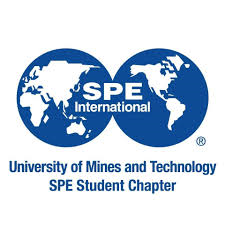 SPE
International
®
University of Mines and Technology
SPE Student Chapter